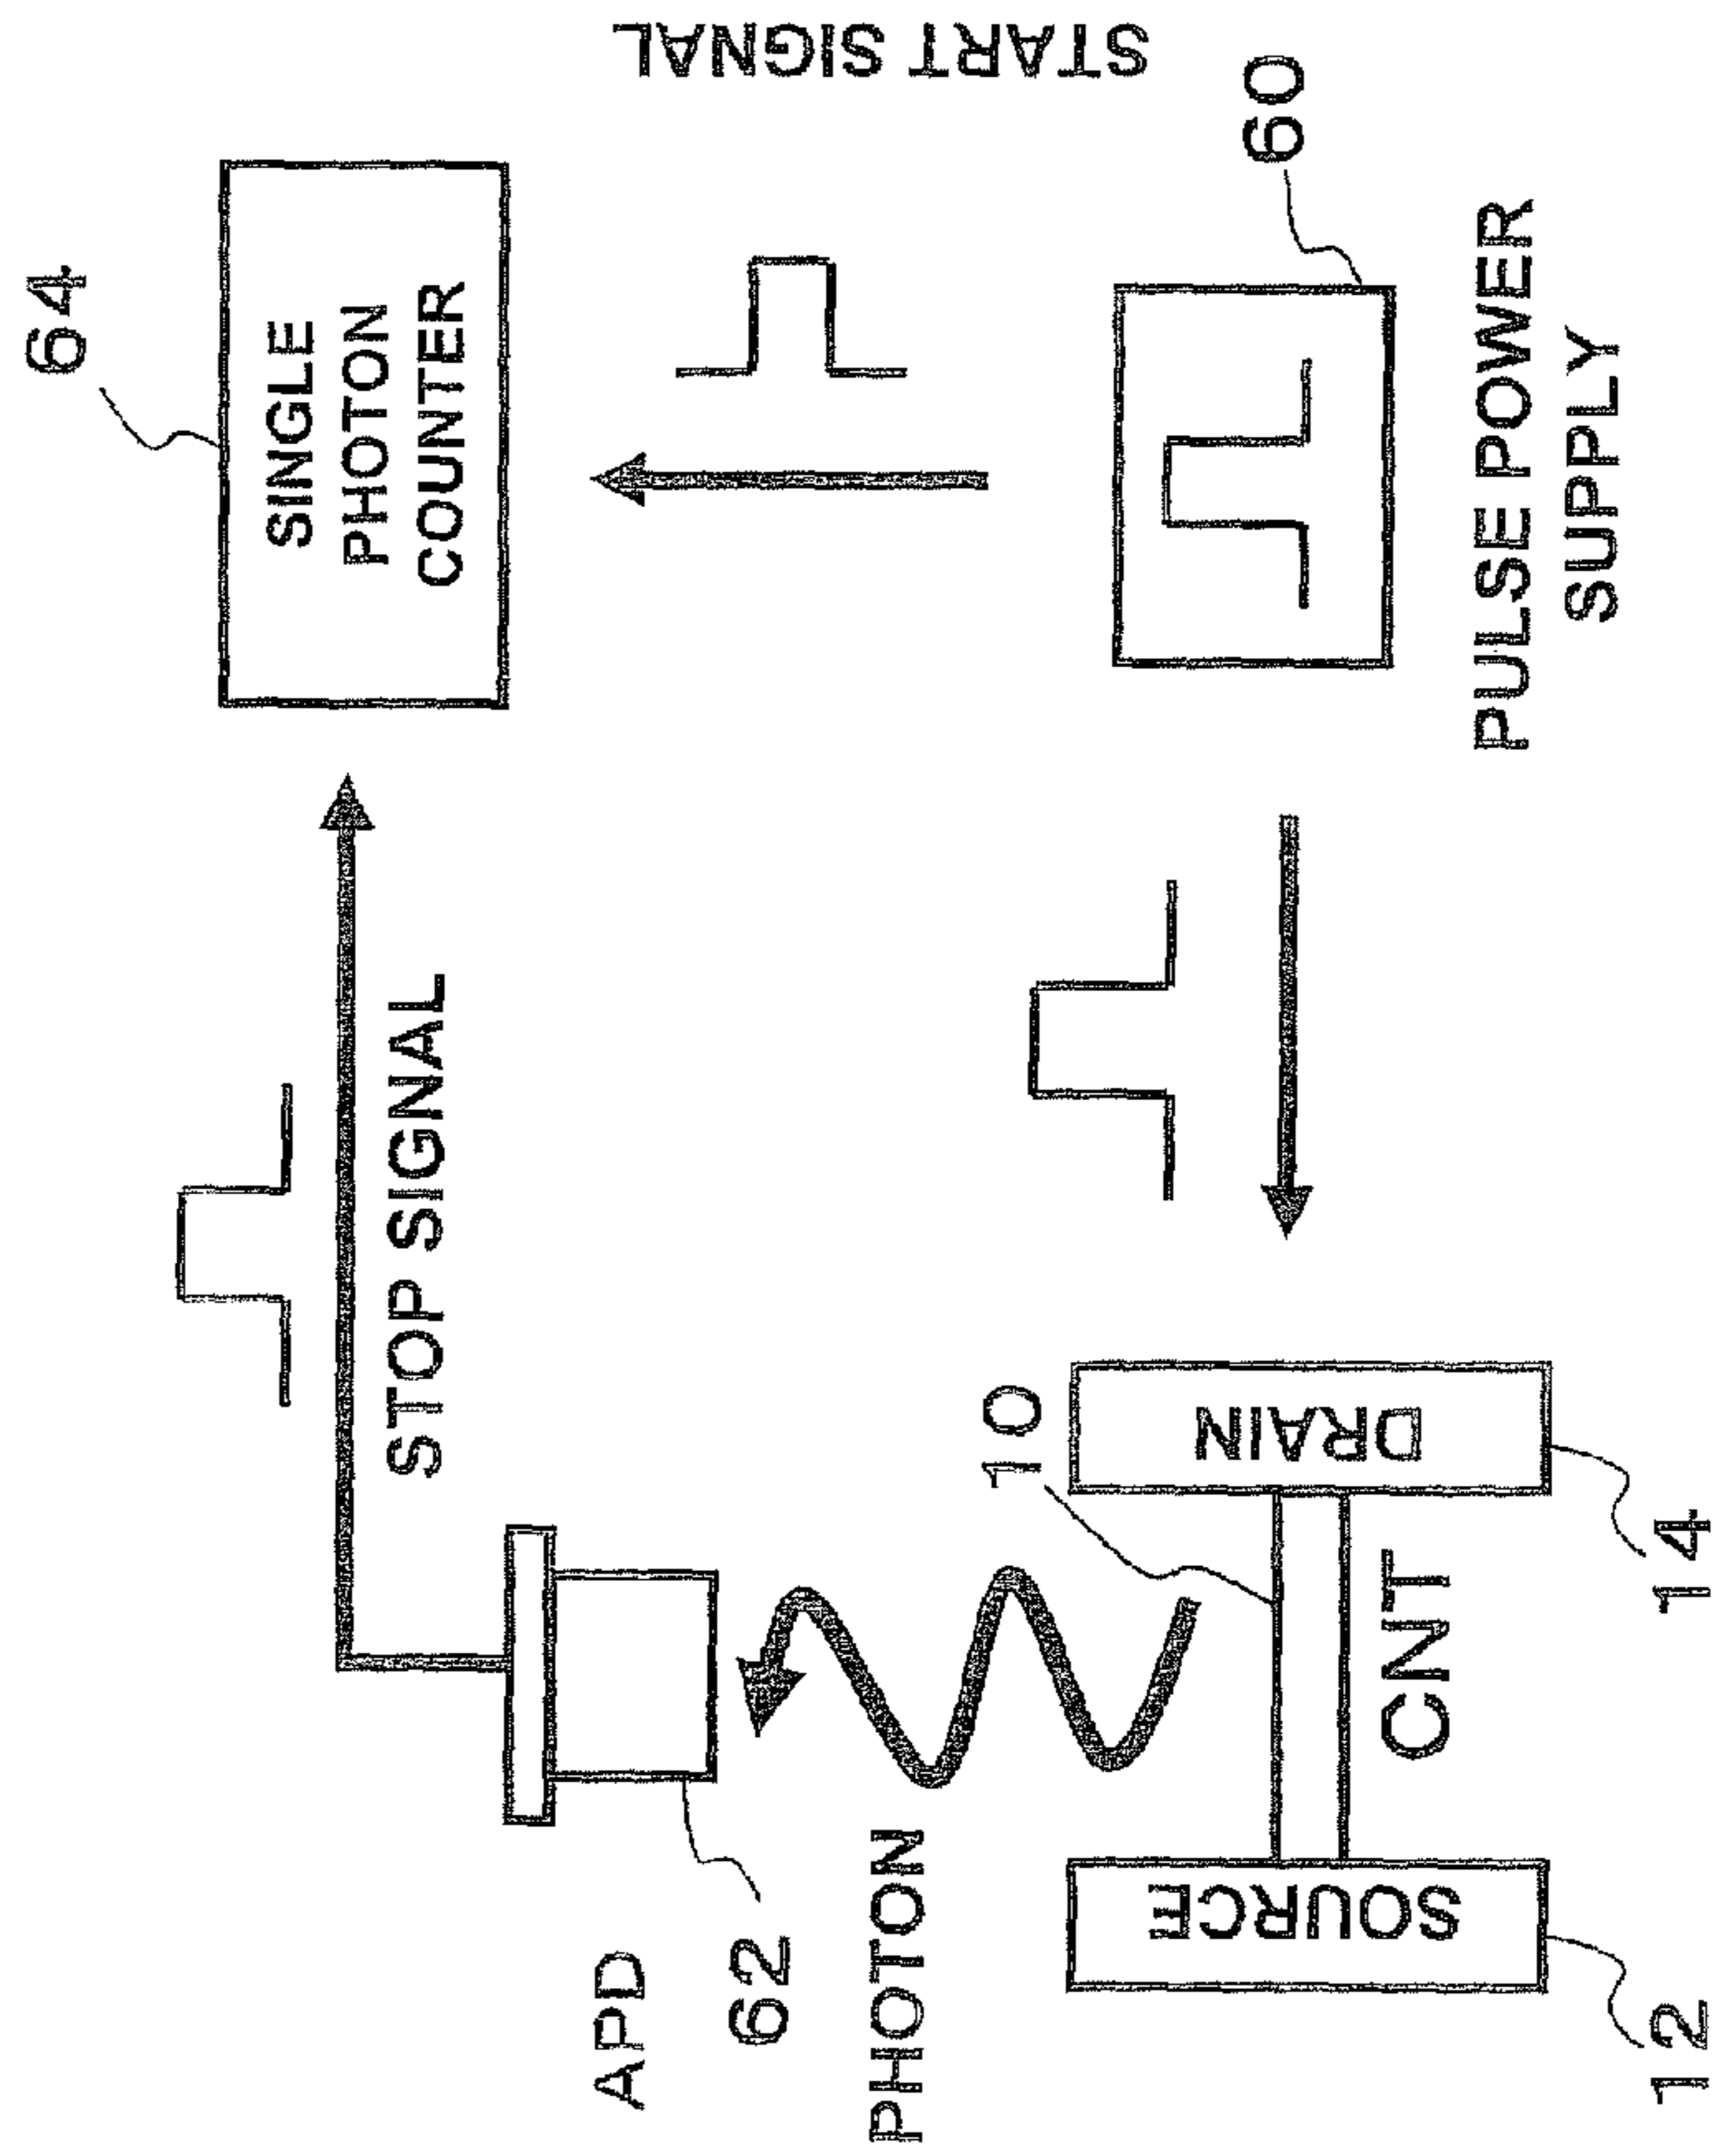 64
SINGLE
PHOTON
COUNTER
START SIGNAL
60
PULSE POWER
SUPPLY
STOP SIGNAL
APD
62
PHOTON
10
DRAIN
14
CNT
SOURCE
12